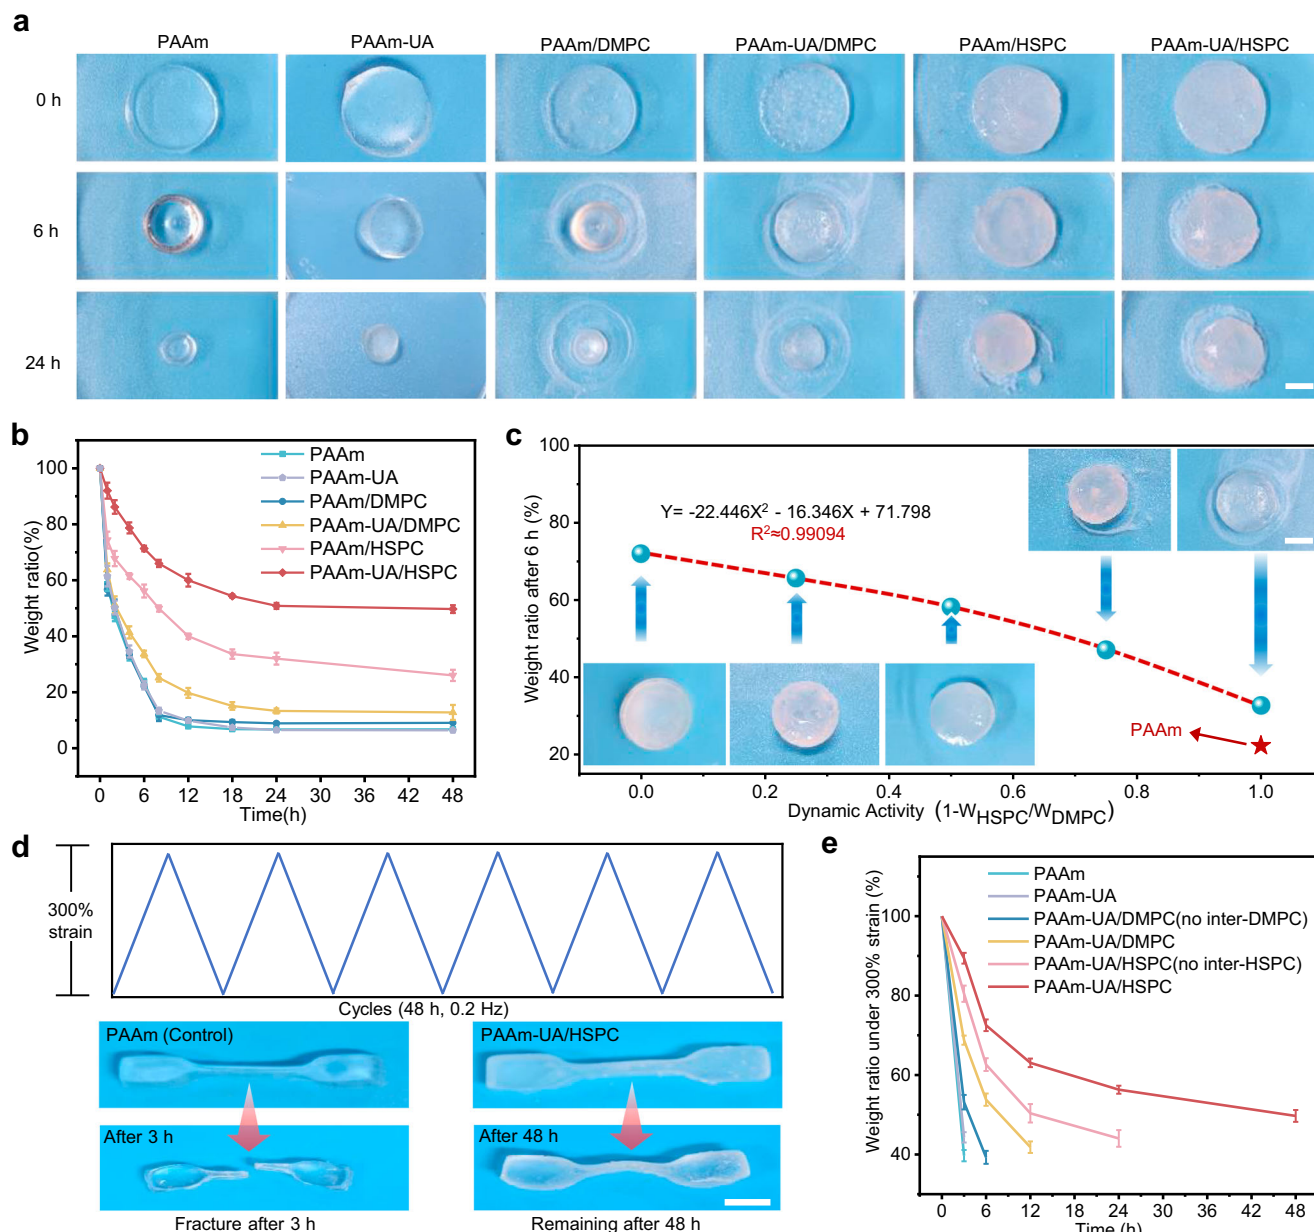 a
PAAm
PAAm-UA
PAAm/DMPC
PAAm-UA/DMPC
PAAm/HSPC
PAAm-UA/HSPC
0 h
6 h
24 h
b
Weight ratio(%)
100
80
60
40
20
0
PAAm
PAAm-UA
PAAm/DMPC
PAAm-UA/DMPC
PAAm/HSPC
PAAm-UA/HSPC
0 6 12 18 24 30 36 42 48
Time(h)
c
Weight ratio after 6 h (%)
100
80
60
40
20
Y= -22.446X² - 16.346X + 71.798
R²≈0.99094
PAAm
0.0 0.2 0.4 0.6 0.8 1.0
Dynamic Activity (1-W_HSPC/W_DMPC)
d
300%
strain
Cycles (48 h, 0.2 Hz)
PAAm (Control)
PAAm-UA/HSPC
After 3 h
After 48 h
Fracture after 3 h
Remaining after 48 h
e
Weight ratio under 300% strain (%)
100
80
60
40
PAAm
PAAm-UA
PAAm-UA/DMPC(no inter-DMPC)
PAAm-UA/DMPC
PAAm-UA/HSPC(no inter-HSPC)
PAAm-UA/HSPC
0 6 12 18 24 30 36 42 48
Time (h)